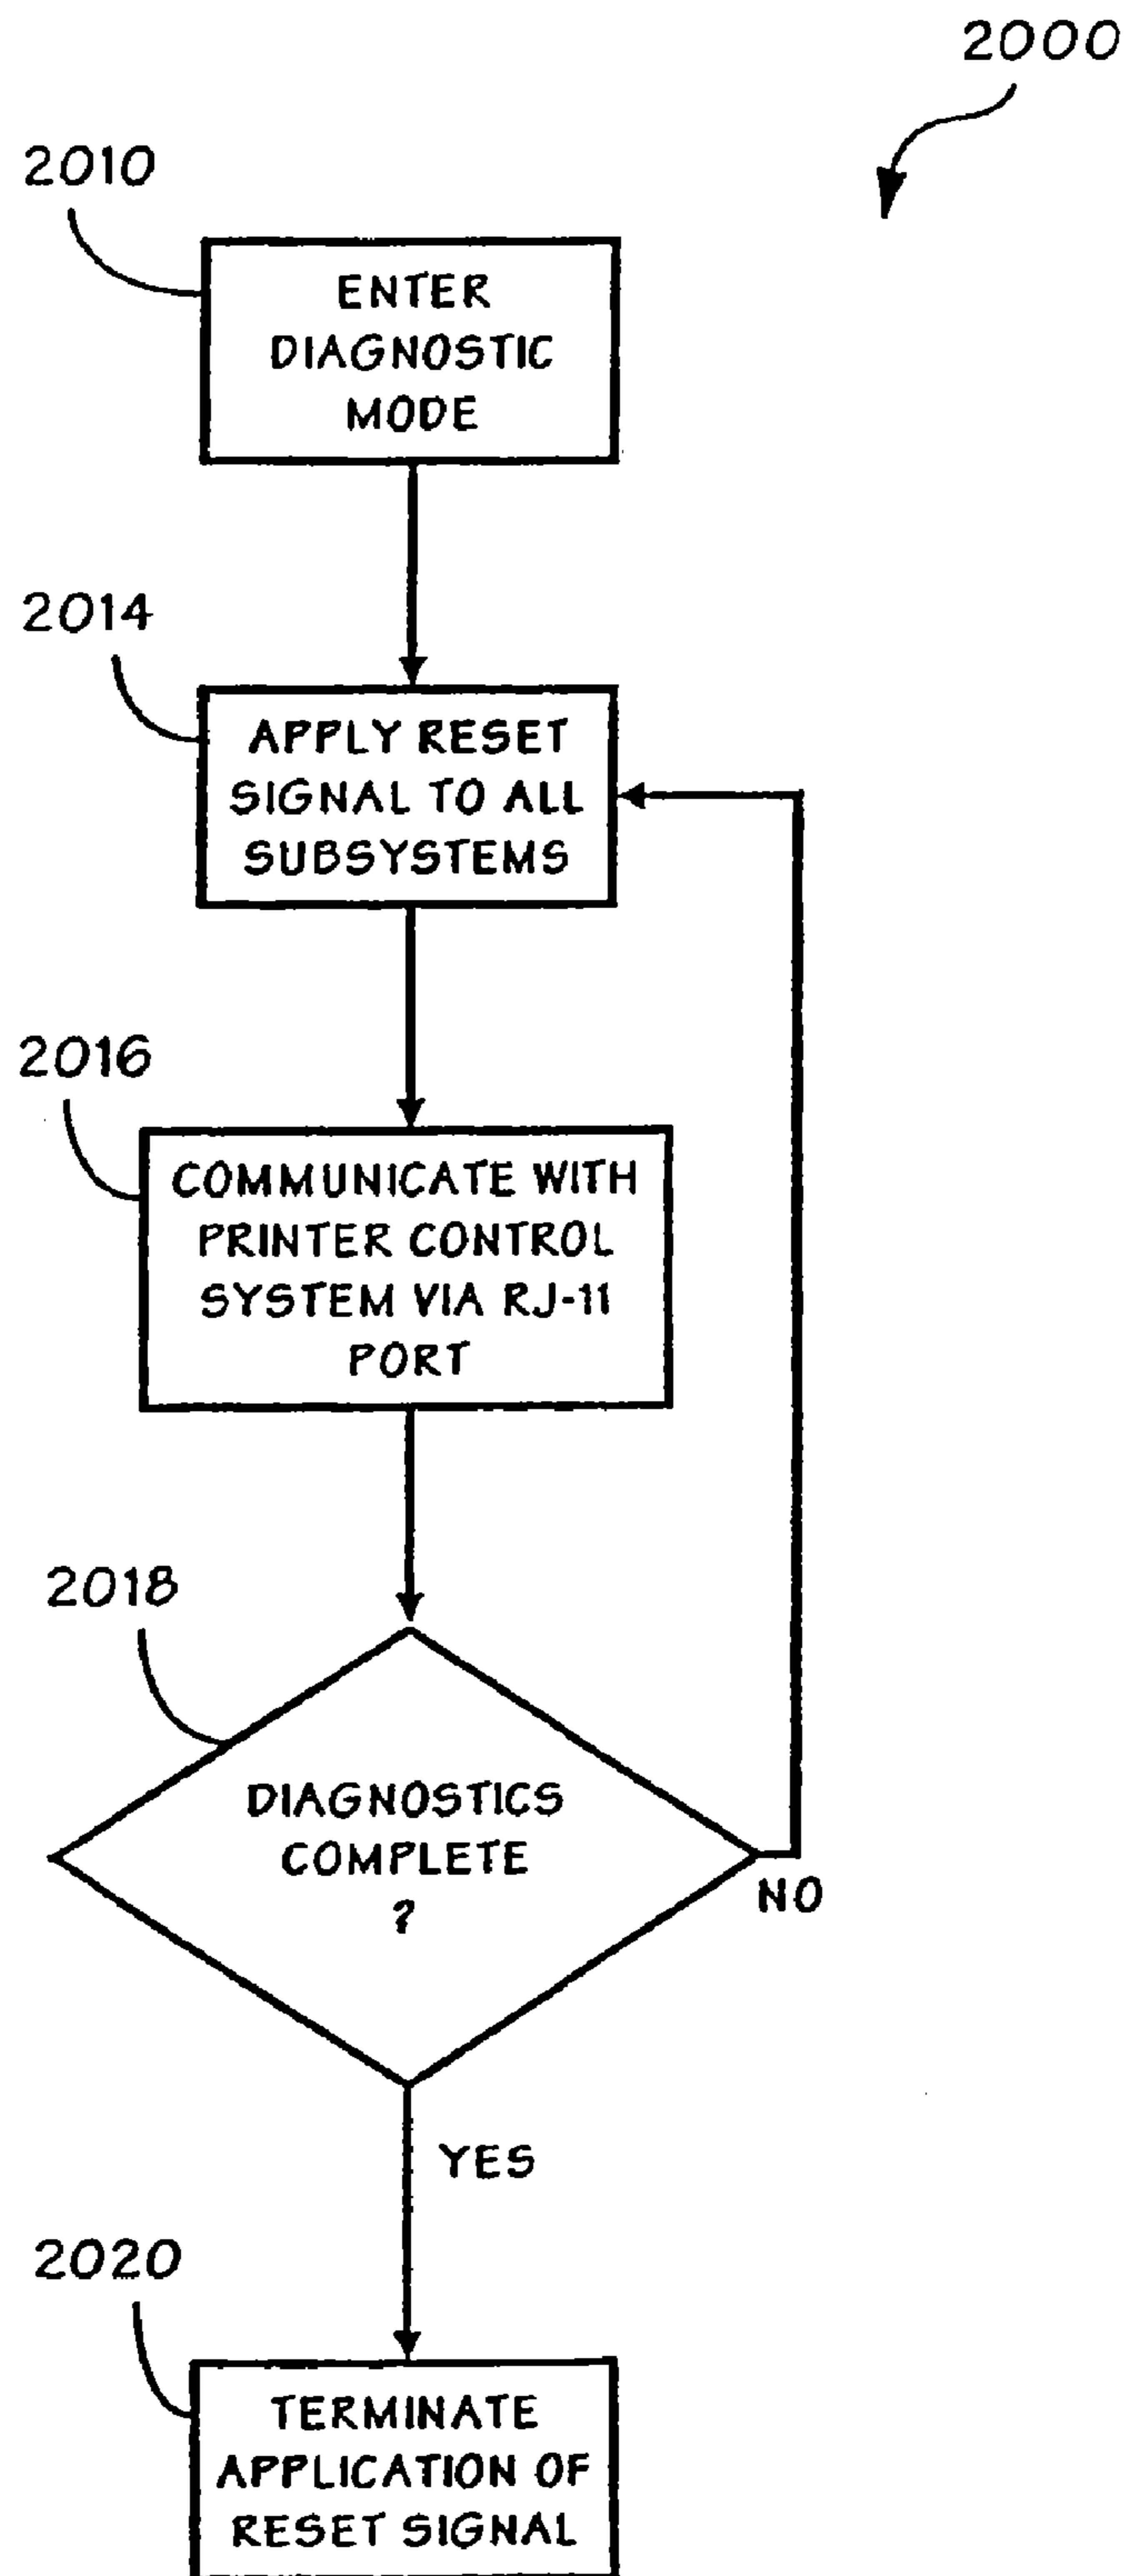 2000
2010
ENTER
DIAGNOSTIC
MODE
2014
APPLY RESET
SIGNAL TO ALL
SUBSYSTEMS
2016
COMMUNICATE WITH
PRINTER CONTROL
SYSTEM VIA RJ-11
PORT
2018
DIAGNOSTICS
COMPLETE
?
NO
YES
2020
TERMINATE
APPLICATION OF
RESET SIGNAL